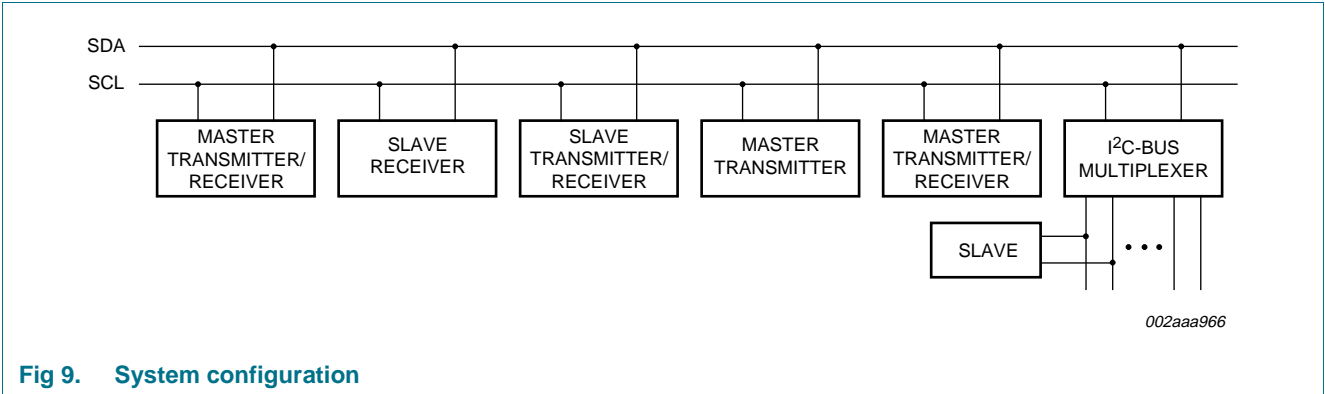 SDA
SCL
MASTER
TRANSMITTER/
RECEIVER
SLAVE
RECEIVER
SLAVE
TRANSMITTER/
RECEIVER
MASTER
TRANSMITTER
MASTER
TRANSMITTER/
RECEIVER
I²C-BUS
MULTIPLEXER
SLAVE
002aaa966
Fig 9. System configuration